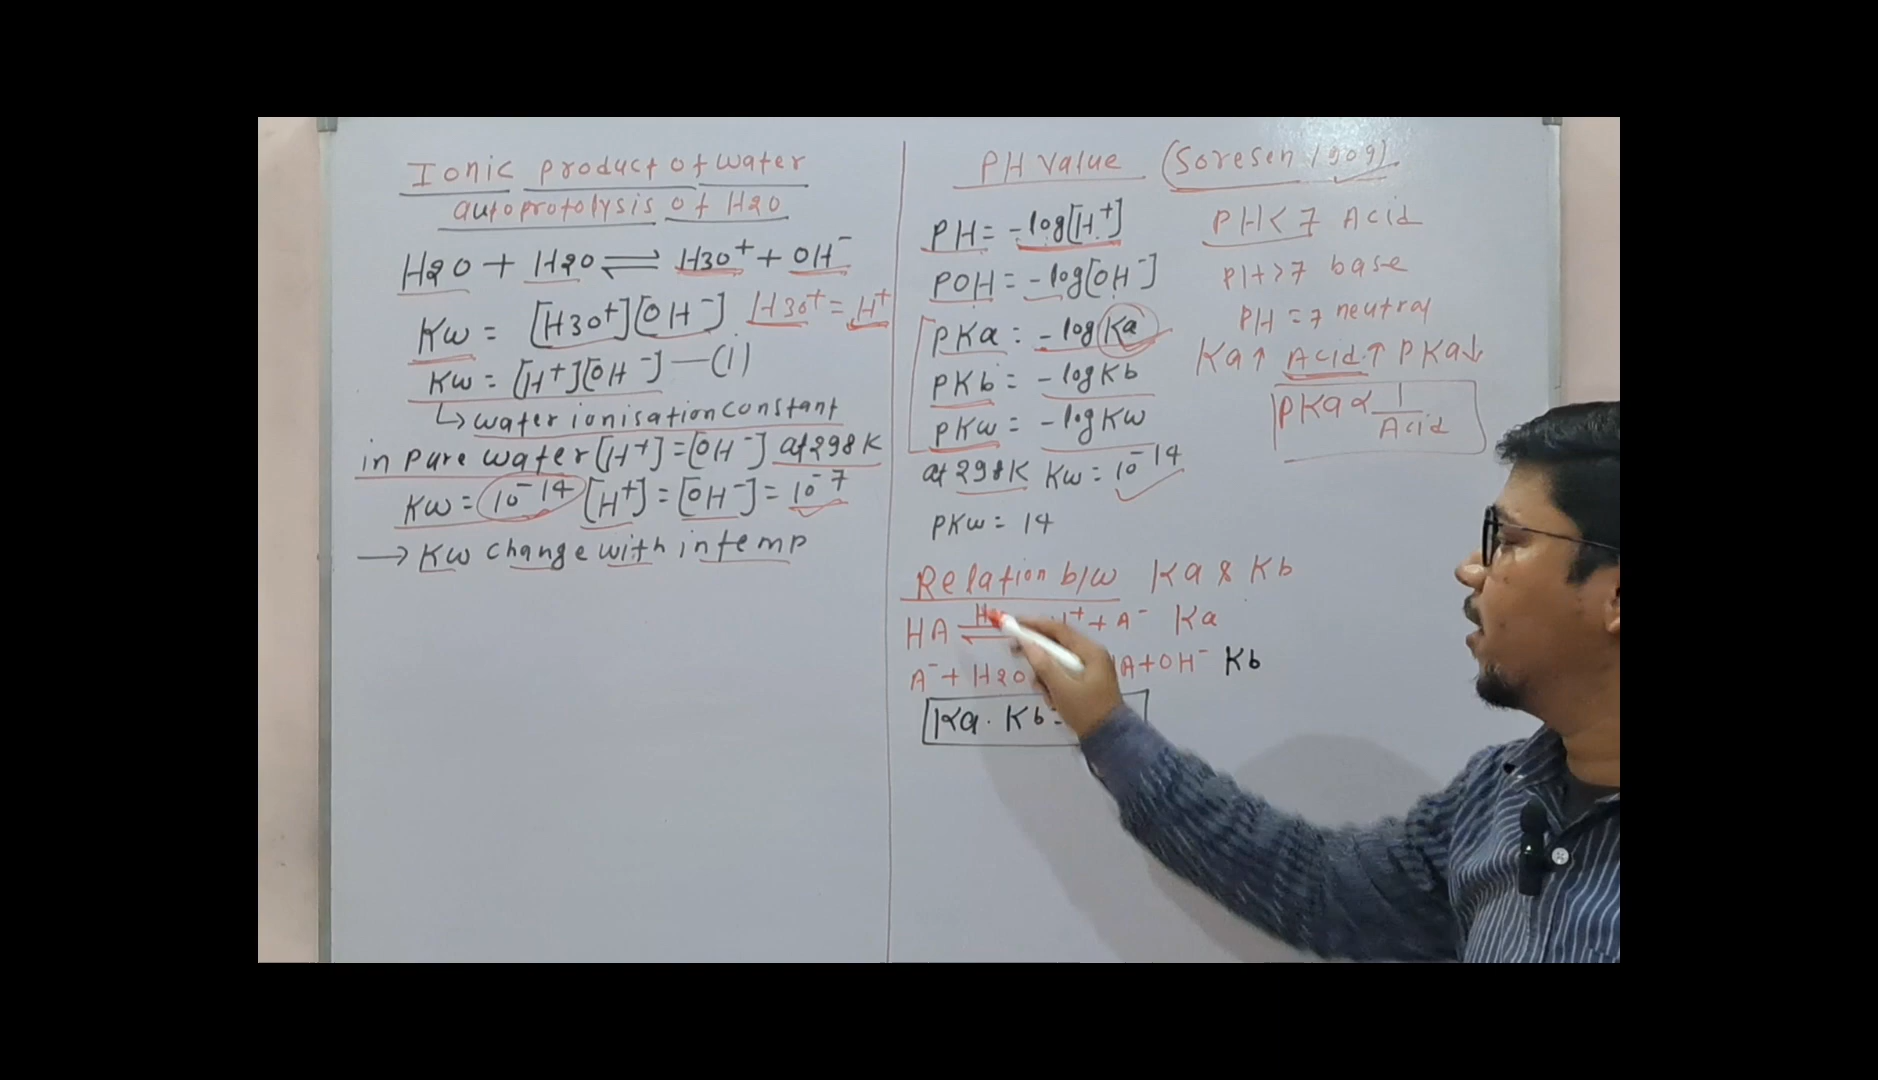 Ionic product of water
autoprotolysis of H2O
H2O + H2O ⇌ H3O⁺ + OH⁻
Kw = [H3O⁺][OH⁻] H3O⁺ = H⁺
Kw = [H⁺][OH⁻] —(i)
↳ water ionisation constant
in pure water [H⁺] = [OH⁻] at 298 K
Kw = 10⁻¹⁴ [H⁺] = [OH⁻] = 10⁻⁷
→ Kw change with in temp
PH value (Soresen 1909)
PH = -log[H⁺]
POH = -log[OH⁻]
PKa = -log Ka
PKb = -log Kb
PKw = -log Kw
at 298K Kw = 10⁻¹⁴
PKw = 14
PH < 7 Acid
PH > 7 base
PH = 7 neutral
Ka↑ Acid↑ PKa↓
PKa ∝ 1/Acid
Relation b/w Ka & Kb
HA ⇌ H⁺ + A⁻ Ka
A⁻ + H2O A + OH⁻ Kb
Ka . Kb =